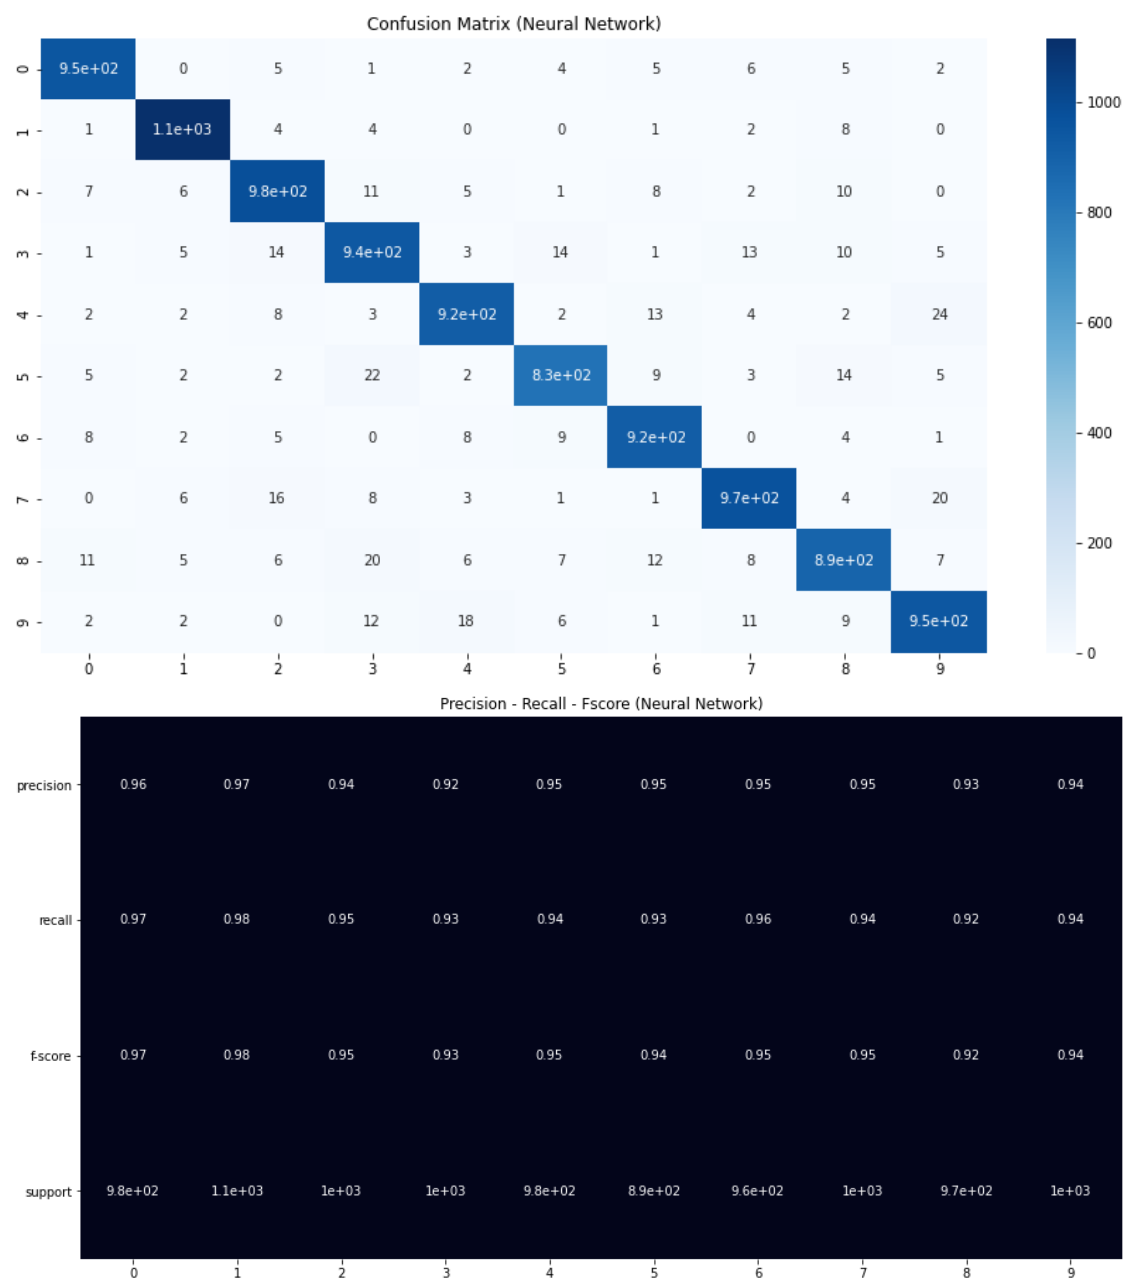 Confusion Matrix (Neural Network)
0 9.5e+02 0 5 1 2 4 5 6 5 2
1 1 1.1e+03 4 4 0 0 1 2 8 0
2 7 6 9.8e+02 11 5 1 8 2 10 0
3 1 5 14 9.4e+02 3 14 1 13 10 5
4 2 2 8 3 9.2e+02 2 13 4 2 24
5 5 2 2 22 2 8.3e+02 9 3 14 5
6 8 2 5 0 8 9 9.2e+02 0 4 1
7 0 6 16 8 3 1 1 9.7e+02 4 20
8 11 5 6 20 6 7 12 8 8.9e+02 7
9 2 2 0 12 18 6 1 11 9 9.5e+02
0 1 2 3 4 5 6 7 8 9
1000
800
600
400
200
0
Precision - Recall - Fscore (Neural Network)
precision 0.96 0.97 0.94 0.92 0.95 0.95 0.95 0.95 0.93 0.94
recall 0.97 0.98 0.95 0.93 0.94 0.93 0.96 0.94 0.92 0.94
f-score 0.97 0.98 0.95 0.93 0.95 0.94 0.95 0.95 0.92 0.94
support 9.8e+02 1.1e+03 1e+03 1e+03 9.8e+02 8.9e+02 9.6e+02 1e+03 9.7e+02 1e+03
0 1 2 3 4 5 6 7 8 9